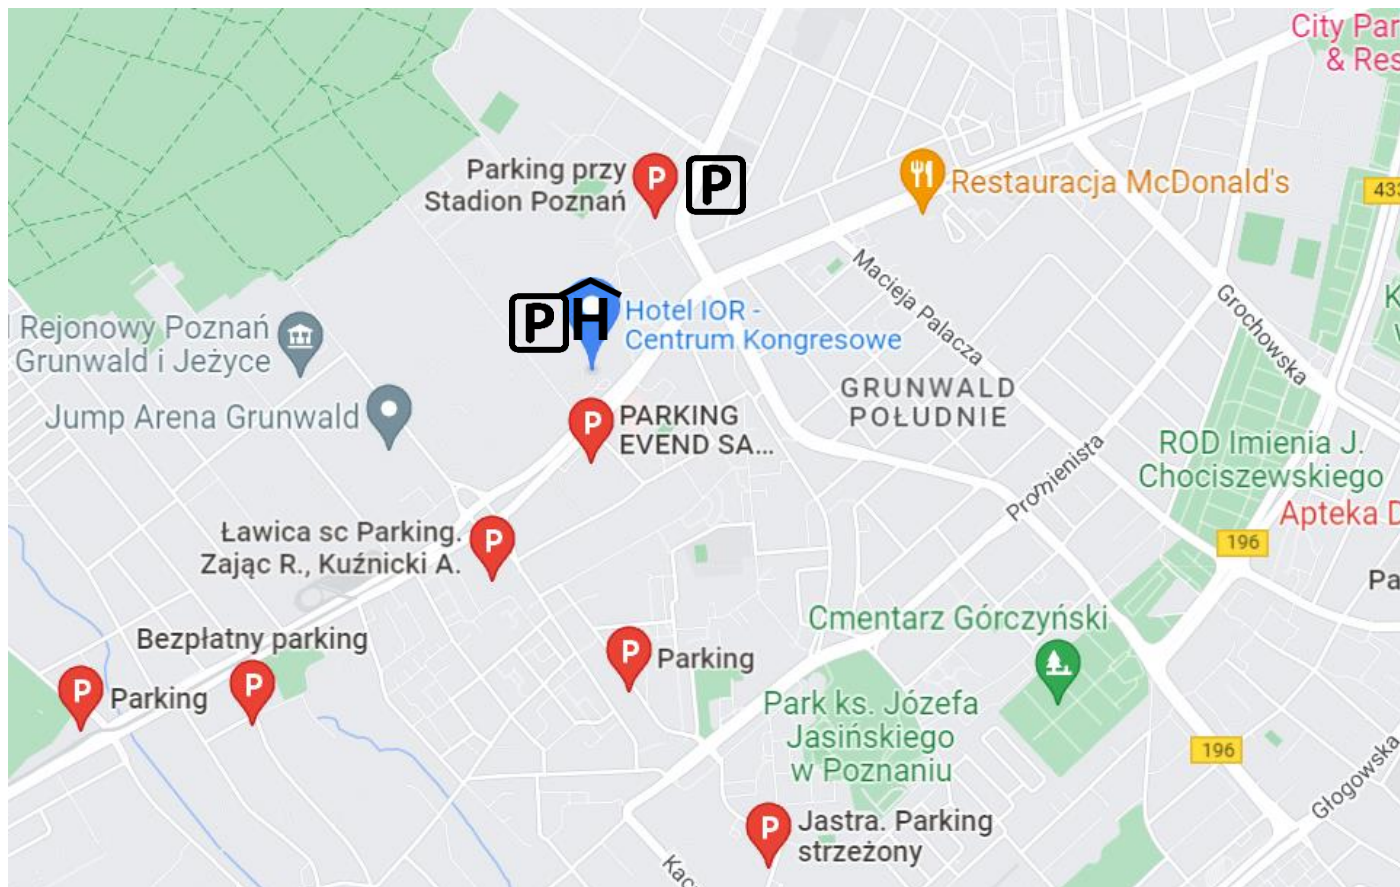 City Par
& Res
Parking przy
Stadion Poznań
P
P
Restauracja McDonald's
433
Macieja Palacza
Grochowska
P
H
Hotel IOR -
Centrum Kongresowe
K
l Rejonowy Poznań
Grunwald i Jeżyce
Jump Arena Grunwald
GRUNWALD
POŁUDNIE
P
PARKING
EVEND SA...
Promienista
ROD Imienia J.
Chociszewskiego
Apteka D
196
Ławica sc Parking.
Zając R., Kuźnicki A.
P
Pa
Cmentarz Górczyński
Bezpłatny parking
P
P
Parking
P
Parking
Park ks. Józefa
Jasińskiego
w Poznaniu
196
Głogowska
P
Jastra. Parking
strzeżony
Kac